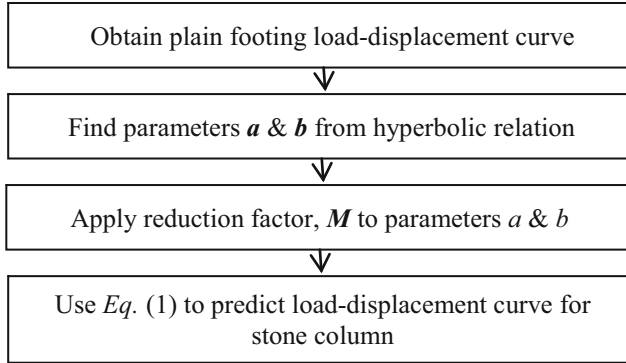 Obtain plain footing load-displacement curve
Find parameters a & b from hyperbolic relation
Apply reduction factor, M to parameters a & b
Use Eq. (1) to predict load-displacement curve for
stone column